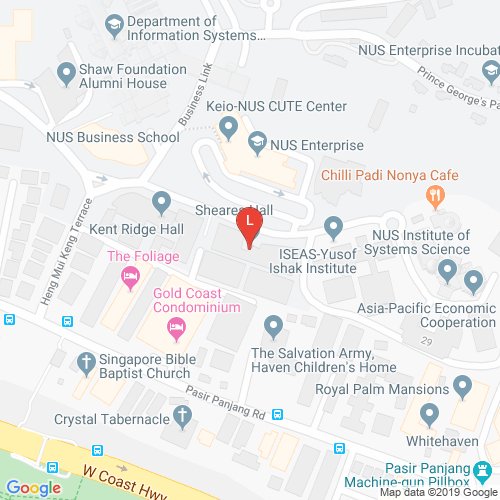 Department of
Information Systems...
NUS Enterprise Incubat
Shaw Foundation
Alumni House
Business Link
Prince George's Pa
Keio-NUS CUTE Center
NUS Business School
NUS Enterprise
Chilli Padi Nonya Cafe
Heng Mui Keng Terrace
Sheares Hall
L
Kent Ridge Hall
NUS Institute of
Systems Science
ISEAS-Yusof
Ishak Institute
The Foliage
Gold Coast
Condominium
Asia-Pacific Economic
Cooperation
29
Singapore Bible
Baptist Church
The Salvation Army,
Haven Children's Home
Pasir Panjang Rd
Royal Palm Mansions
Crystal Tabernacle
Whitehaven
W Coast Hwy
Pasir Panjang
Machine-gun Pillbox
Google
Map data ©2019 Google